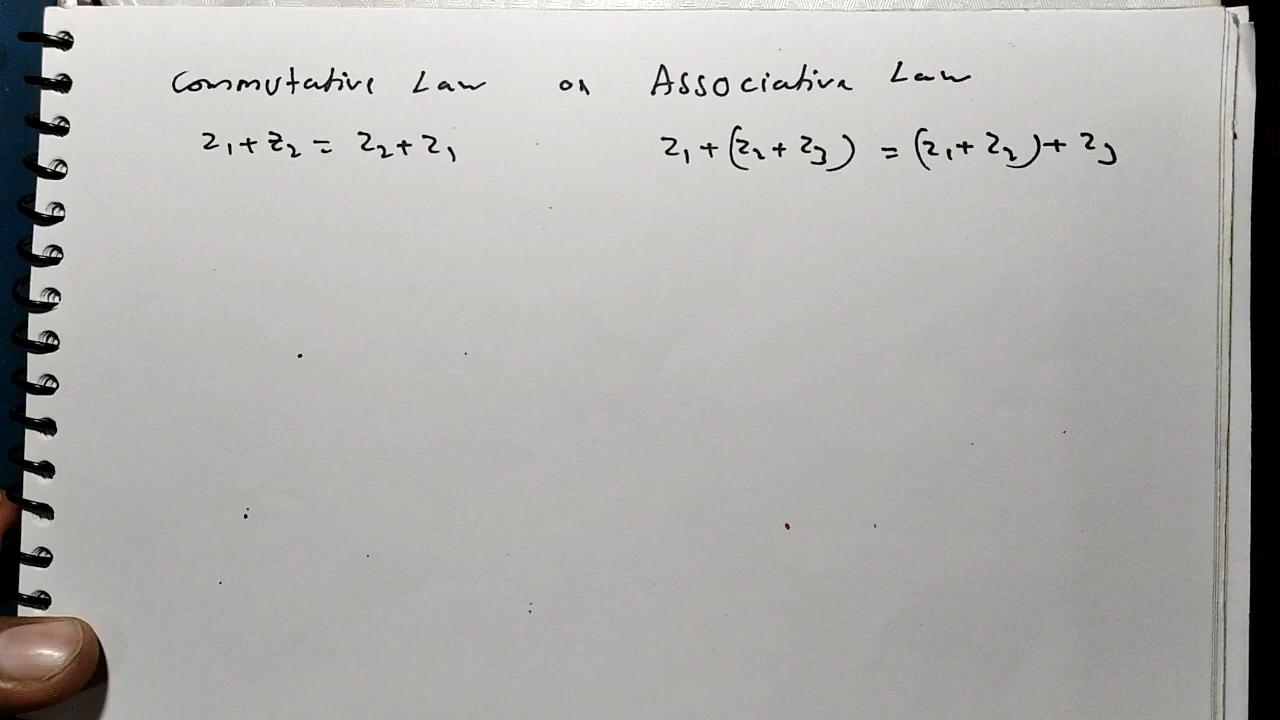 Commutative Law or Associative Law
z₁ + z₂ = z₂ + z₁ z₁ + (z₂ + z₃) = (z₁ + z₂) + z₃